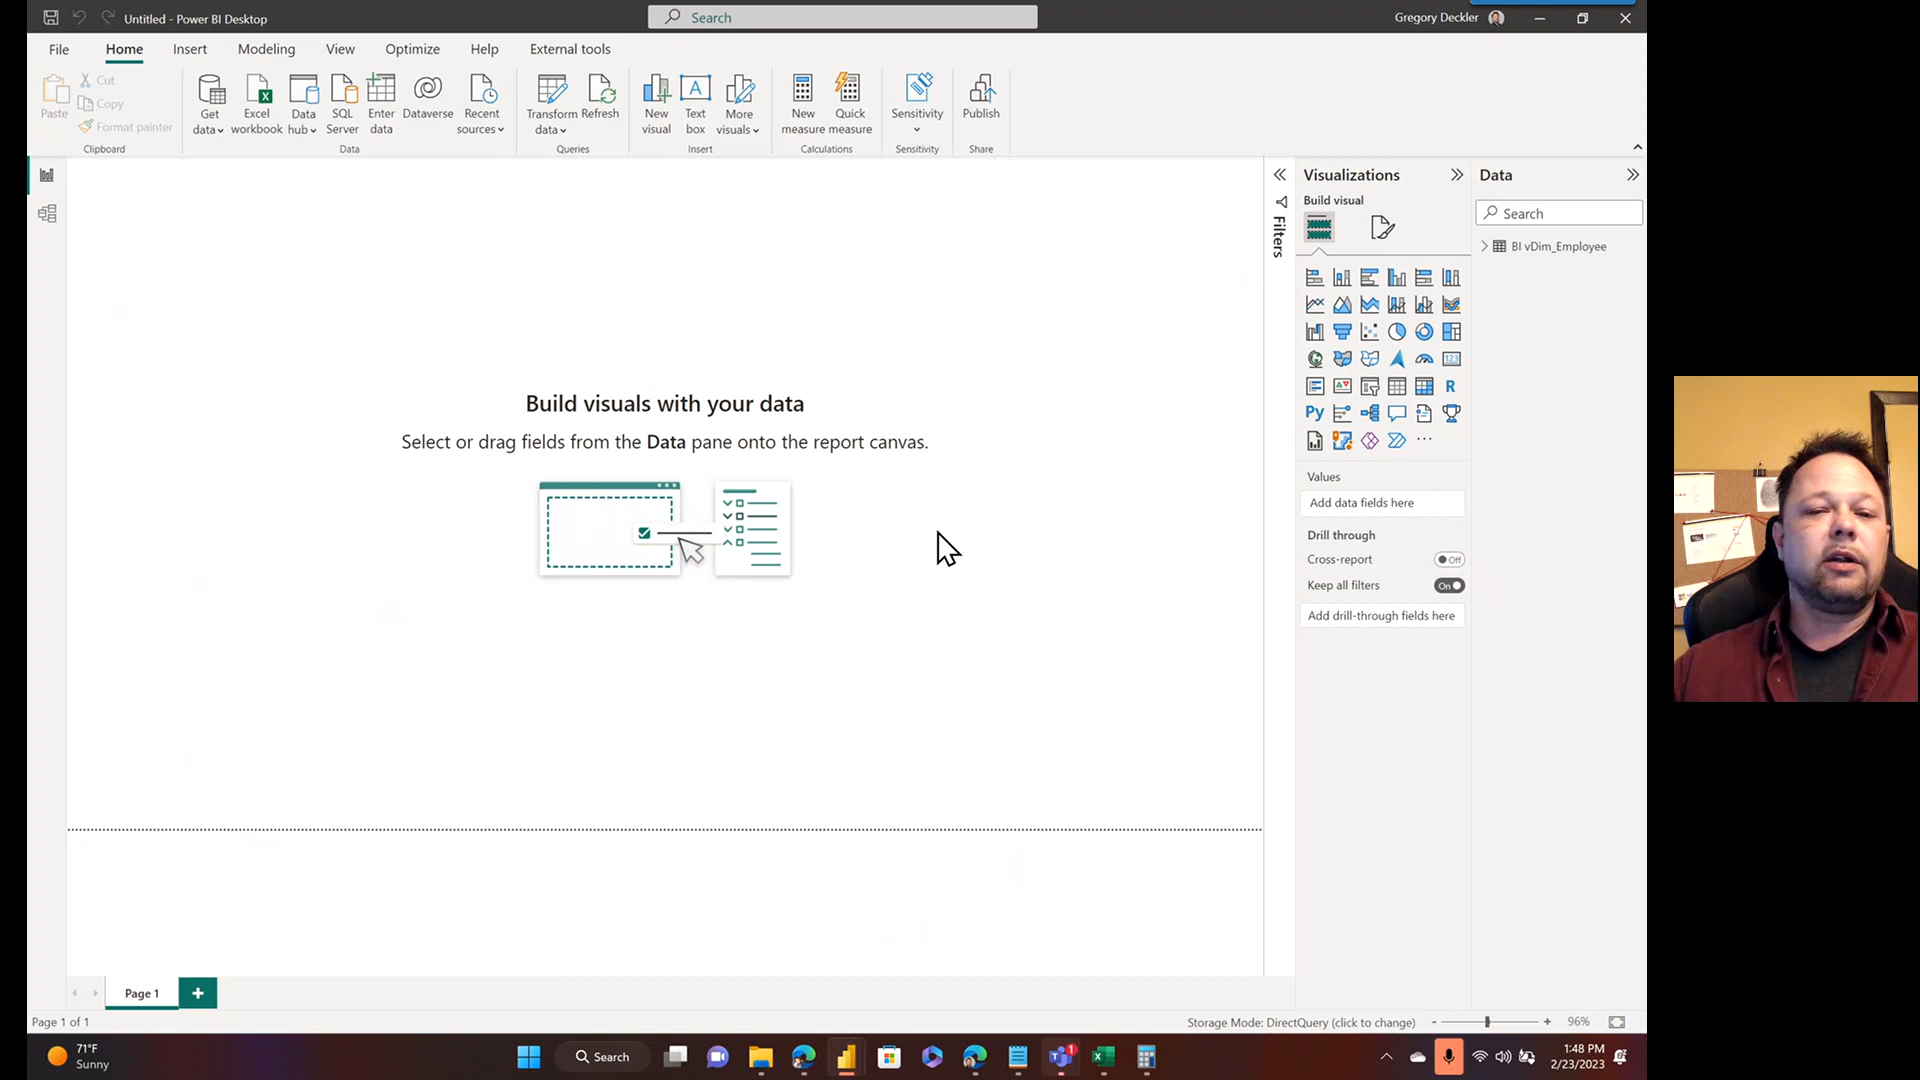 Untitled - Power BI Desktop
Search
Gregory Deckler
File
Home
Insert
Modeling
View
Optimize
Help
External tools
Paste
Cut
Copy
Format painter
Clipboard
Get data
Excel workbook
Data hub
SQL Server
Enter data
Dataverse
Recent sources
Data
Transform data
Refresh
Queries
New visual
Text box
More visuals
Insert
New measure
Quick measure
Calculations
Sensitivity
Sensitivity
Publish
Share
Build visuals with your data
Select or drag fields from the Data pane onto the report canvas.
Filters
Visualizations
Build visual
R
Py
123
Values
Add data fields here
Drill through
Cross-report
Off
Keep all filters
On
Add drill-through fields here
Data
Search
BI vDim_Employee
Page 1
Page 1 of 1
Storage Mode: DirectQuery (click to change)
96%
71°F
Sunny
Search
1
1:48 PM
2/23/2023